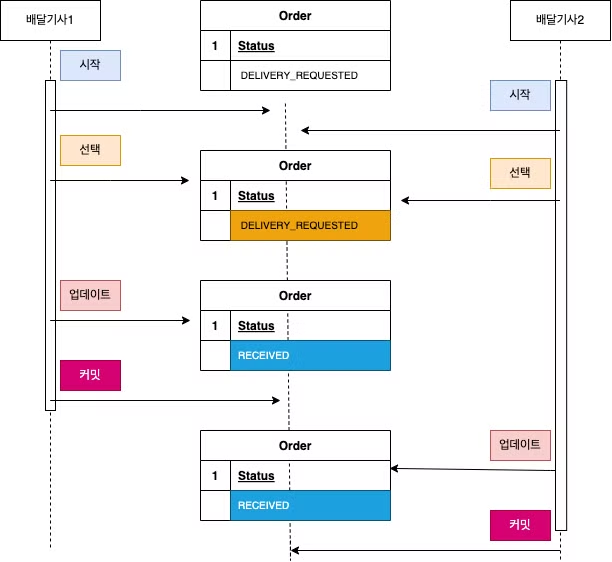 배달기사1
Order
배달기사2
1 Status
시작
DELIVERY_REQUESTED
시작
선택
Order
선택
1 Status
DELIVERY_REQUESTED
업데이트
Order
1 Status
RECEIVED
커밋
Order
업데이트
1 Status
RECEIVED
커밋